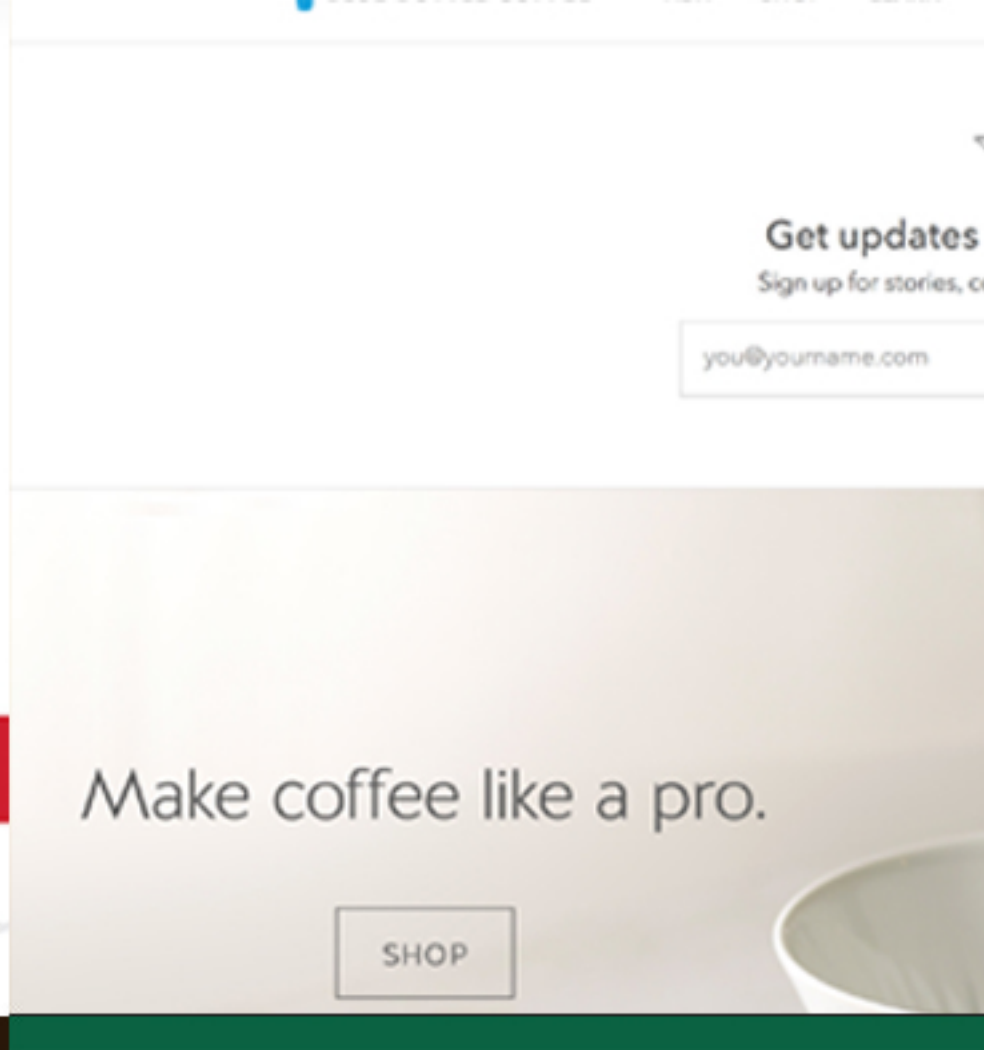 Get updates
Sign up for stories,
you@yourname.com
Make coffee like a pro.
SHOP